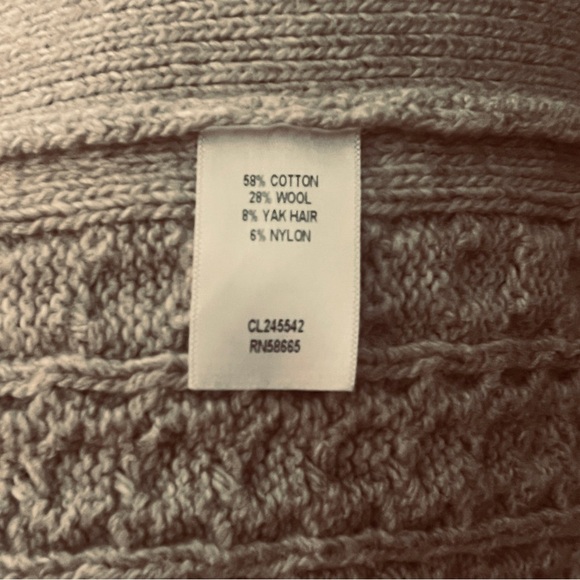 58% COTTON
28% WOOL
8% YAK HAIR
6% NYLON
CL245542
RN58665